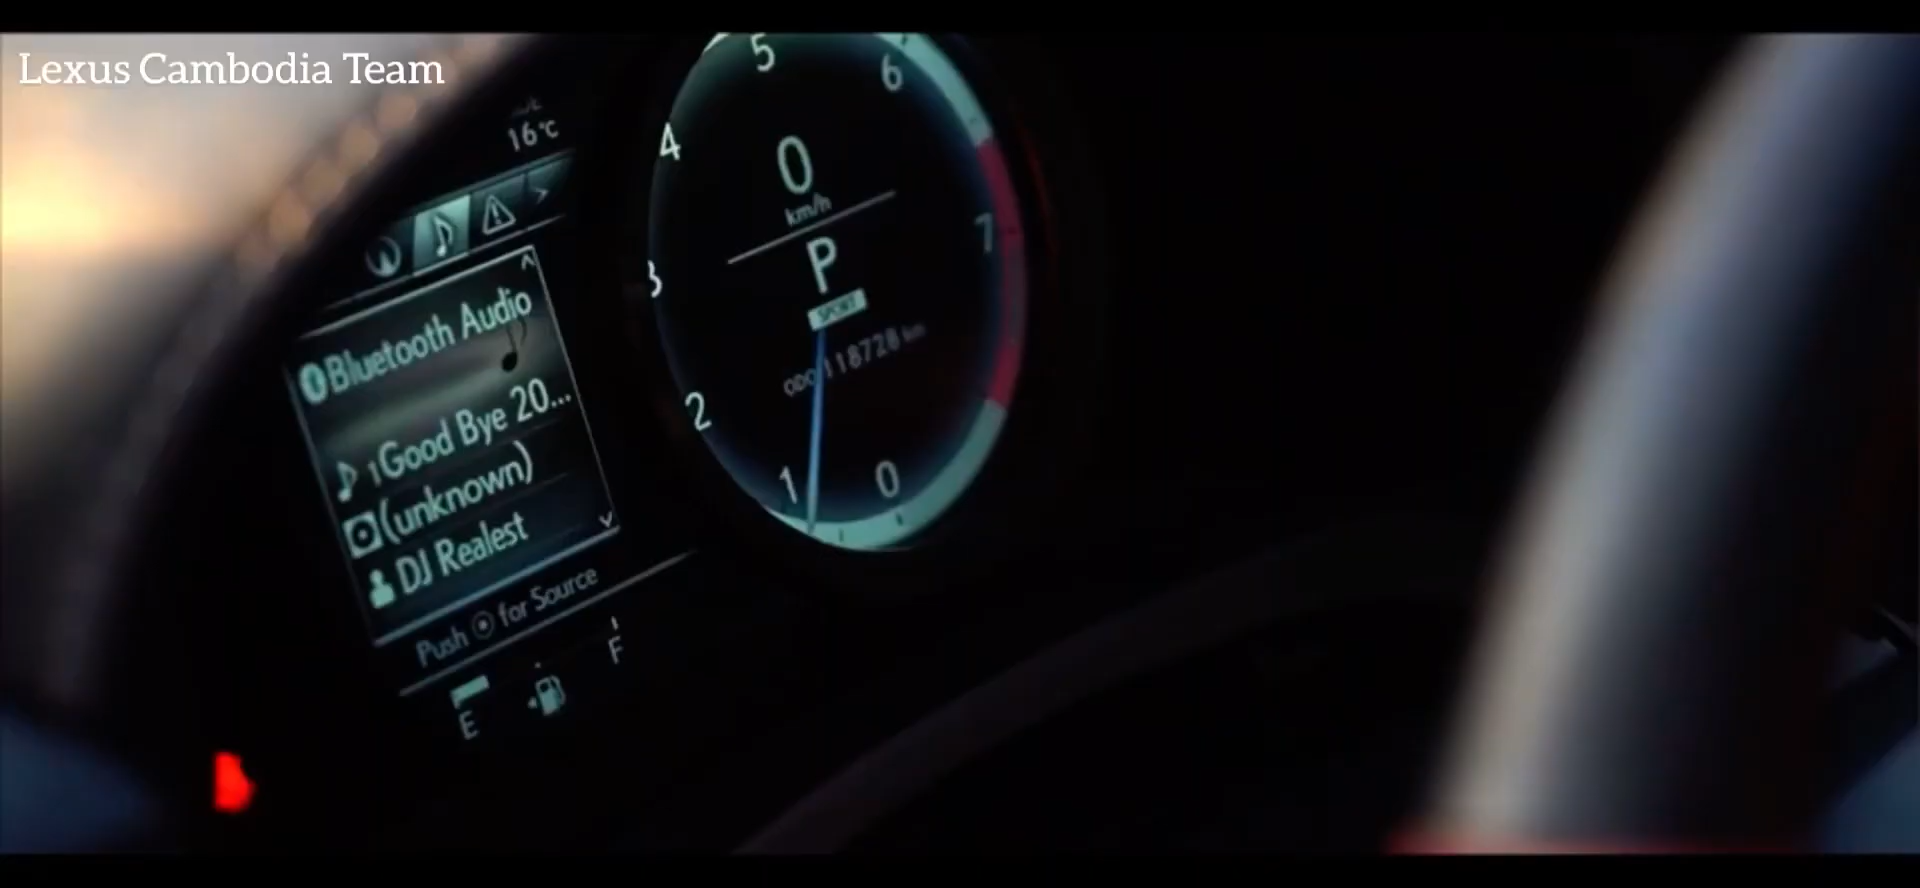 Lexus Cambodia Team
16°C
Bluetooth Audio
1Good Bye 20...
(unknown)
DJ Realest
Push for Source
E
F
5
6
4
0
km/h
7
P
3
SPORT
ODO 118728 km
2
1
0